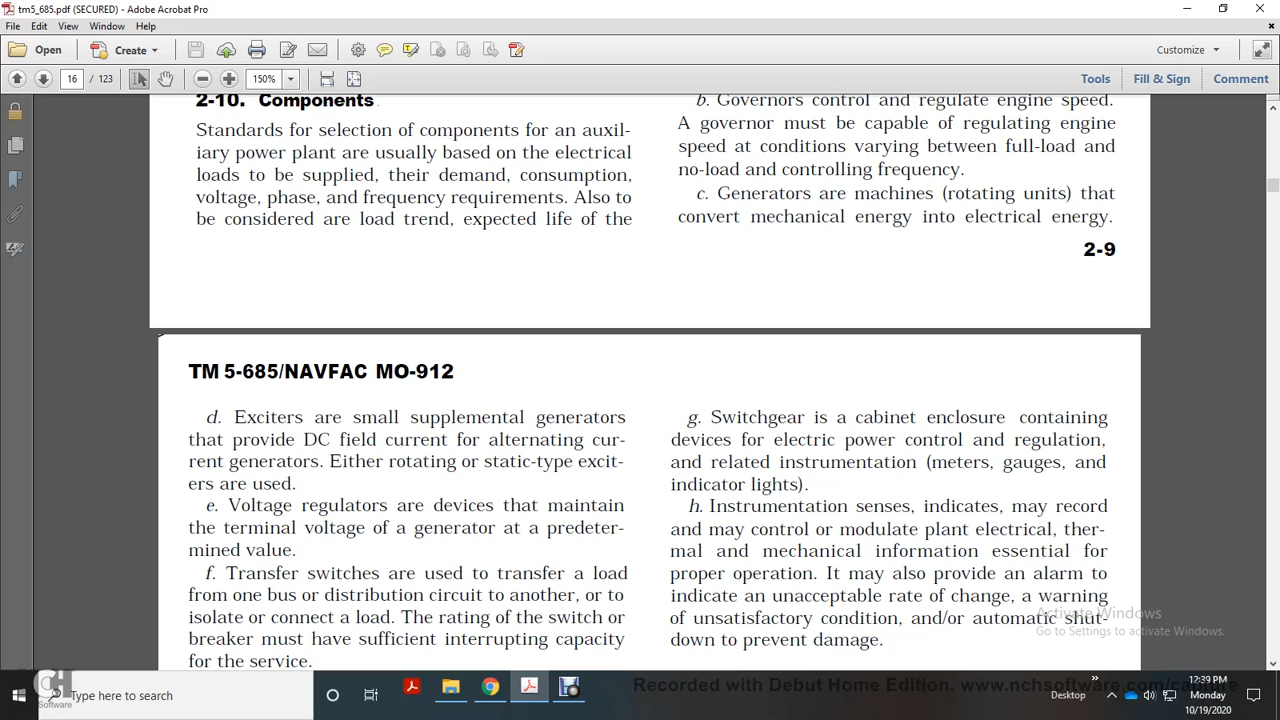 tm5_685.pdf (SECURED) - Adobe Acrobat Pro
File Edit View Window Help
Open Create Customize
16 / 123 150% Tools Fill & Sign Comment
2-10. Components
Standards for selection of components for an auxil-
iary power plant are usually based on the electrical
loads to be supplied, their demand, consumption,
voltage, phase, and frequency requirements. Also to
be considered are load trend, expected life of the
b. Governors control and regulate engine speed.
A governor must be capable of regulating engine
speed at conditions varying between full-load and
no-load and controlling frequency.
c. Generators are machines (rotating units) that
convert mechanical energy into electrical energy.
2-9
TM 5-685/NAVFAC MO-912
d. Exciters are small supplemental generators
that provide DC field current for alternating cur-
rent generators. Either rotating or static-type excit-
ers are used.
e. Voltage regulators are devices that maintain
the terminal voltage of a generator at a predeter-
mined value.
f. Transfer switches are used to transfer a load
from one bus or distribution circuit to another, or to
isolate or connect a load. The rating of the switch or
breaker must have sufficient interrupting capacity
for the service.
g. Switchgear is a cabinet enclosure containing
devices for electric power control and regulation,
and related instrumentation (meters, gauges, and
indicator lights).
h. Instrumentation senses, indicates, may record
and may control or modulate plant electrical, ther-
mal and mechanical information essential for
proper operation. It may also provide an alarm to
indicate an unacceptable rate of change, a warning
of unsatisfactory condition, and/or automatic shut-
down to prevent damage.
Activate Windows
Go to Settings to activate Windows.
Recorded with Debut Home Edition. www.nchsoftware.com/capture
CH
Software
Type here to search
Desktop
12:39 PM
Monday
10/19/2020